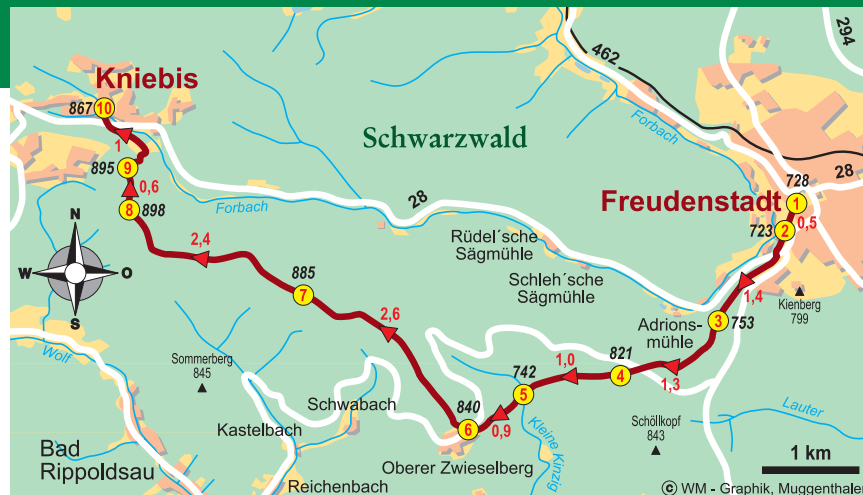 294
462
Kniebis
867
10
1
Forbach
Schwarzwald
895
9
0,6
8
898
728
28
1
Freudenstadt
0,5
723
2
Forbach
28
N
W
O
S
2,4
Rüdel´sche
Sägmühle
885
7
Schleh´sche
Sägmühle
1,4
Kienberg
799
3
753
Adrions-
mühle
2,6
Wolf
Sommerberg
845
742
1,0
821
4
1,3
5
Schwabach
840
6
0,9
Kleine Kinzig
Lauter
Schöllkopf
843
Kastelbach
Bad
Rippoldsau
Oberer Zwieselberg
1 km
Reichenbach
© WM - Graphik, Muggenthaler